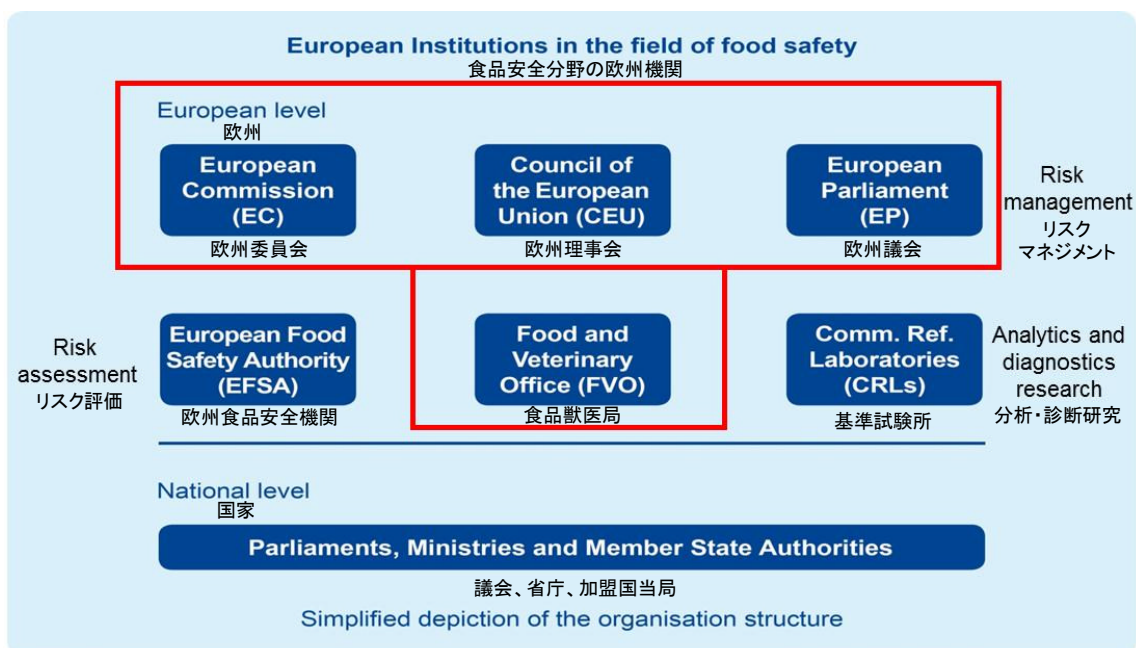 European Institutions in the field of food safety
食品安全分野の欧州機関
European level
欧州
European
Commission
(EC)
欧州委員会
Council of
the European
Union (CEU)
欧州理事会
European
Parliament
(EP)
欧州議会
Risk
management
リスク
マネジメント
Risk
assessment
リスク評価
European Food
Safety Authority
(EFSA)
欧州食品安全機関
Food and
Veterinary
Office (FVO)
食品獣医局
Comm. Ref.
Laboratories
(CRLs)
基準試験所
Analytics and
diagnostics
research
分析・診断研究
National level
国家
Parliaments, Ministries and Member State Authorities
議会、省庁、加盟国当局
Simplified depiction of the organisation structure